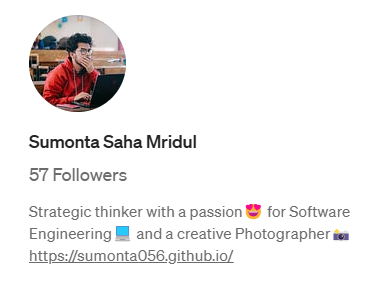 Sumonta Saha Mridul
57 Followers
Strategic thinker with a passion 😍 for Software
Engineering 💻 and a creative Photographer 📸
https://sumonta056.github.io/